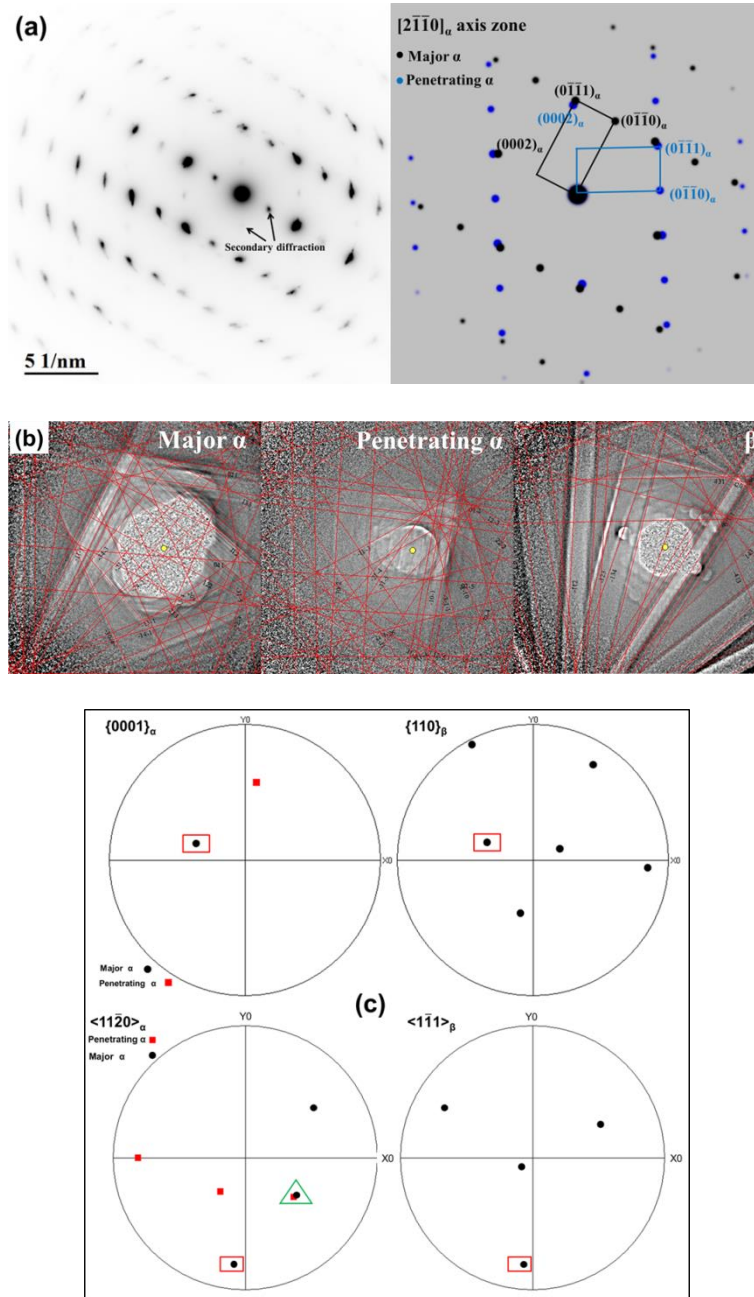 (a)
Secondary diffraction
5 1/nm
[2̄1̄1̄0]α axis zone
Major α
Penetrating α
(01̄1̄1)α
(0002)α
(01̄1̄0)α
(0002)α
(01̄1̄1)α
(01̄1̄0)α
(b)
Major α
Penetrating α
β
{0001}α
Y0
X0
Major α
Penetrating α
{110}β
Y0
X0
(c)
<112̄0>α
Penetrating α
Major α
Y0
X0
<11̄1>β
Y0
X0